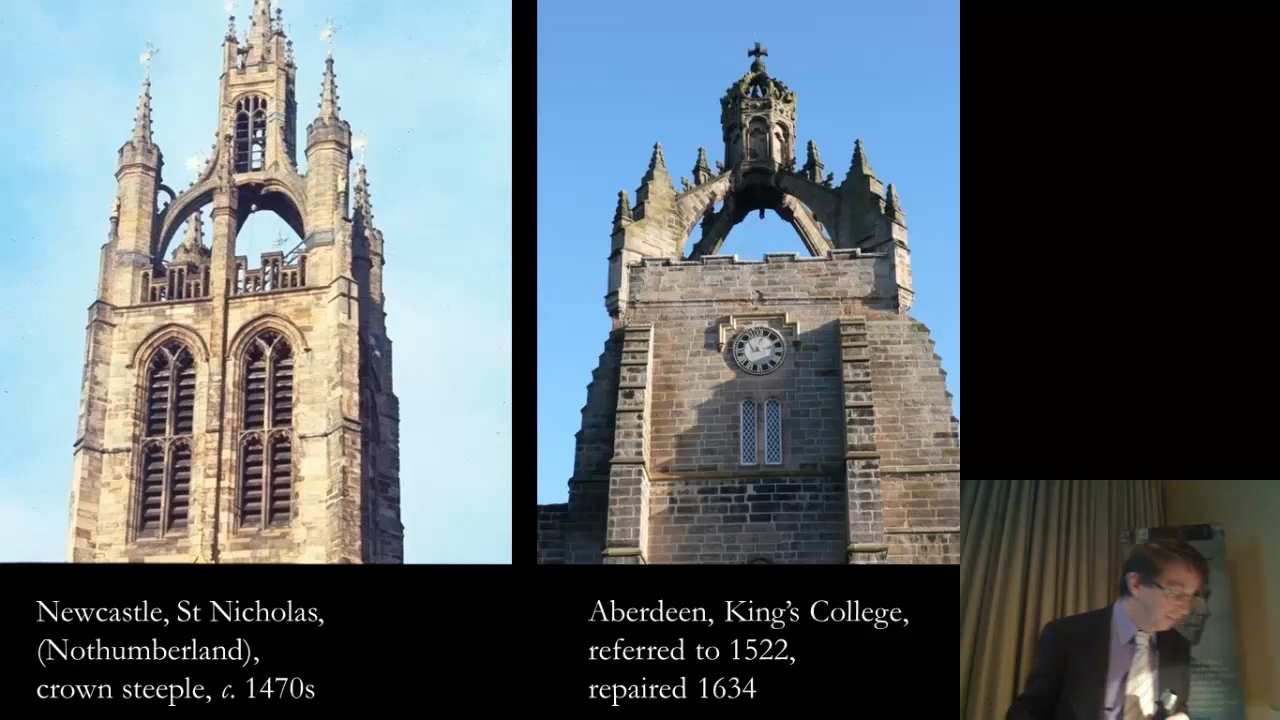 Newcastle, St Nicholas,
(Nothumberland),
crown steeple, c. 1470s
Aberdeen, King's College,
referred to 1522,
repaired 1634